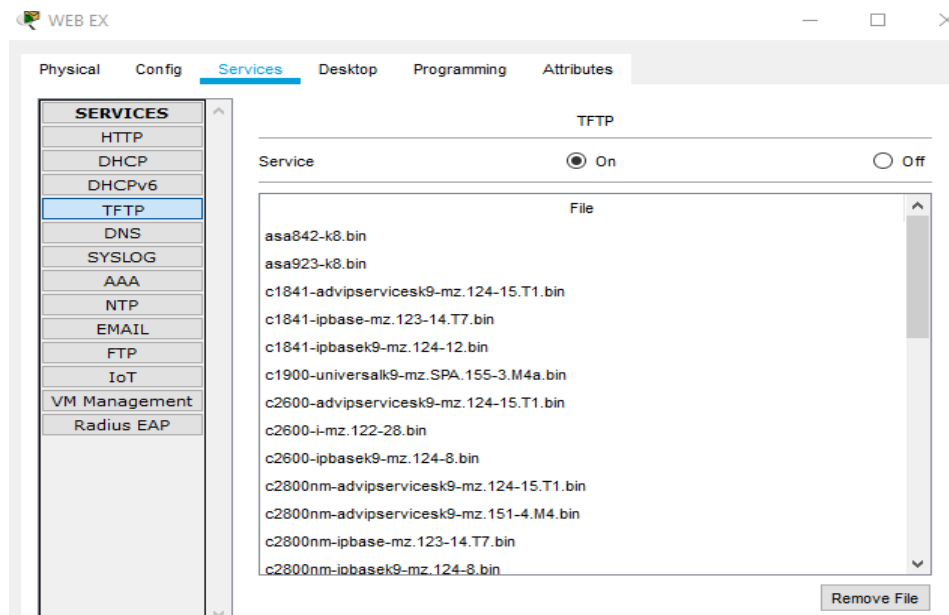 WEB EX
Physical Config Services Desktop Programming Attributes
SERVICES
HTTP
DHCP
DHCPv6
TFTP
DNS
SYSLOG
AAA
NTP
EMAIL
FTP
IoT
VM Management
Radius EAP
TFTP
Service On Off
File
asa842-k8.bin
asa923-k8.bin
c1841-advipservicesk9-mz.124-15.T1.bin
c1841-ipbase-mz.123-14.T7.bin
c1841-ipbasek9-mz.124-12.bin
c1900-universalk9-mz.SPA.155-3.M4a.bin
c2600-advipservicesk9-mz.124-15.T1.bin
c2600-i-mz.122-28.bin
c2600-ipbasek9-mz.124-8.bin
c2800nm-advipservicesk9-mz.124-15.T1.bin
c2800nm-advipservicesk9-mz.151-4.M4.bin
c2800nm-ipbase-mz.123-14.T7.bin
c2800nm-ipbasek9-mz.124-8.bin
Remove File